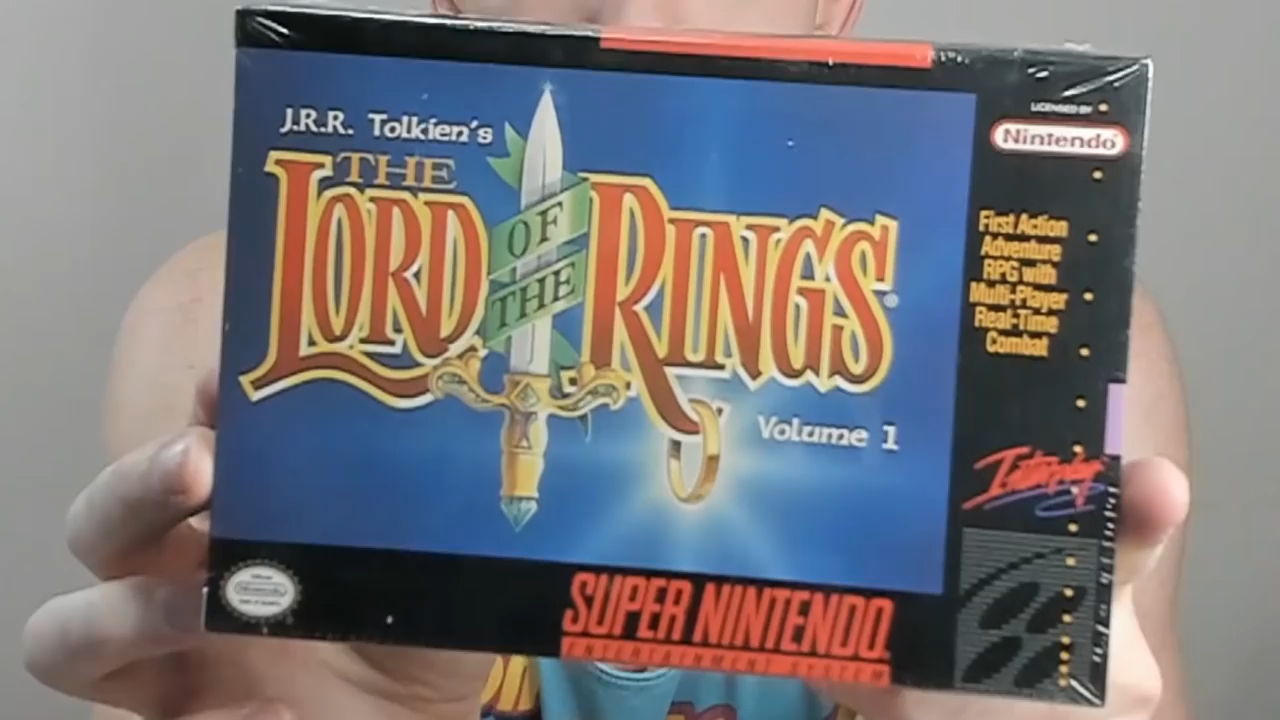 J.R.R. Tolkien's
THE
LORD OF THE RINGS®
Volume 1
LICENSED BY
Nintendo®
First Action
Adventure
RPG with
Multi-Player
Real-Time
Combat
Interplay
Nintendo
SUPER NINTENDO
ENTERTAINMENT SYSTEM